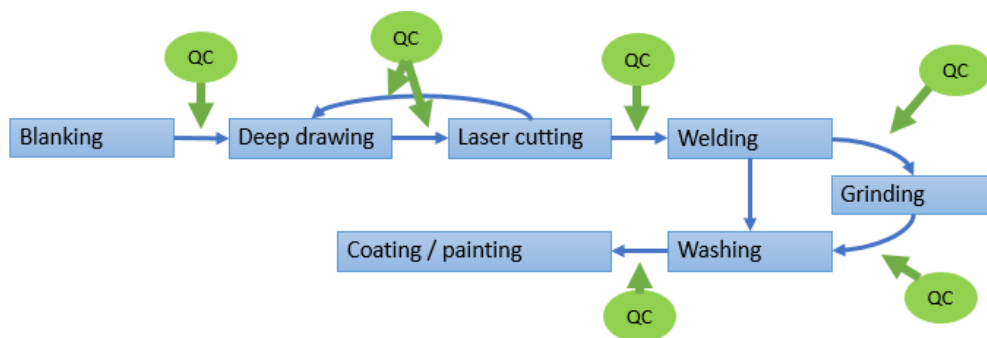 QC
QC
QC
QC
Blanking
Deep drawing
Laser cutting
Welding
Grinding
Coating / painting
Washing
QC
QC